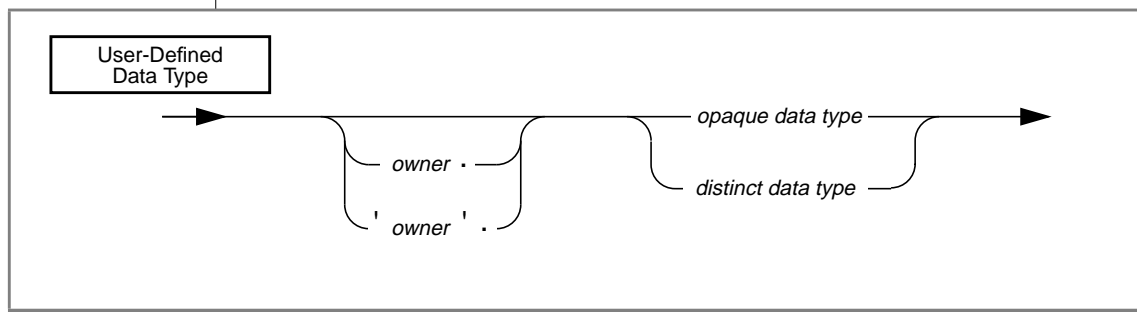 User-Defined
Data Type
opaque data type
owner .
distinct data type
' owner ' .